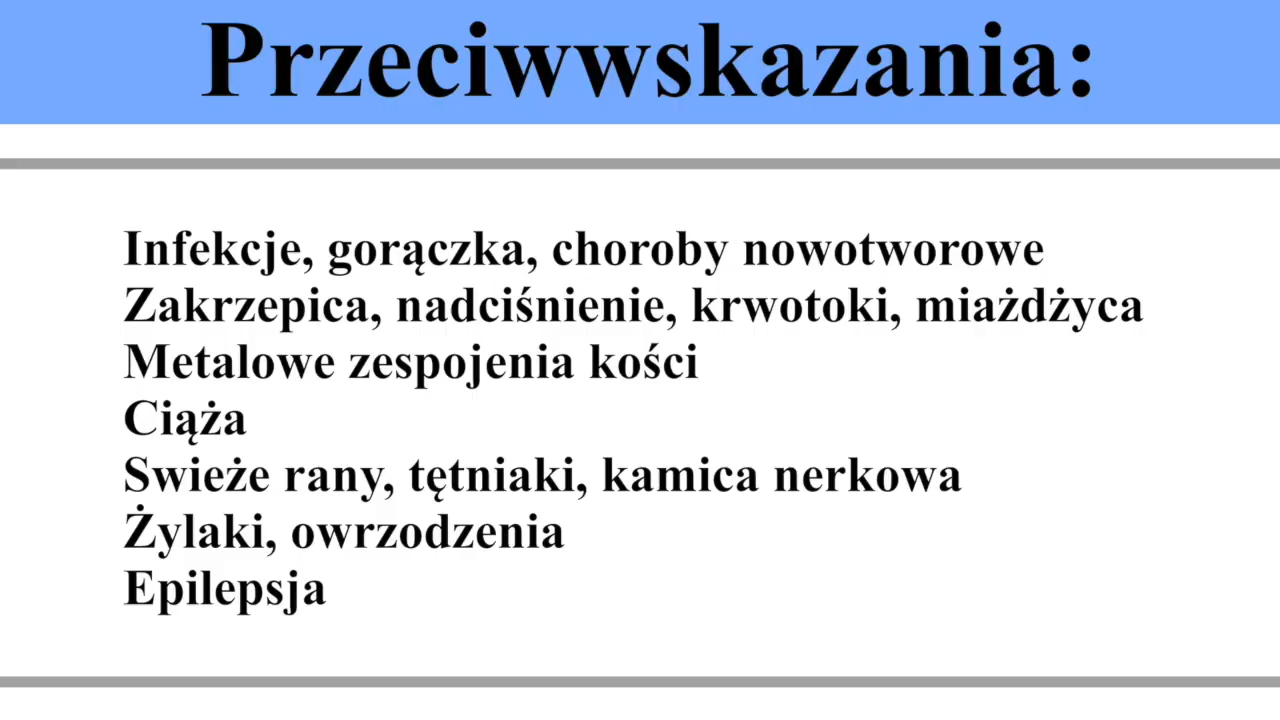 Przeciwwskazania:
Infekcje, gorączka, choroby nowotworowe
Zakrzepica, nadciśnienie, krwotoki, miażdżyca
Metalowe zespojenia kości
Ciąża
Swieże rany, tętniaki, kamica nerkowa
Żylaki, owrzodzenia
Epilepsja